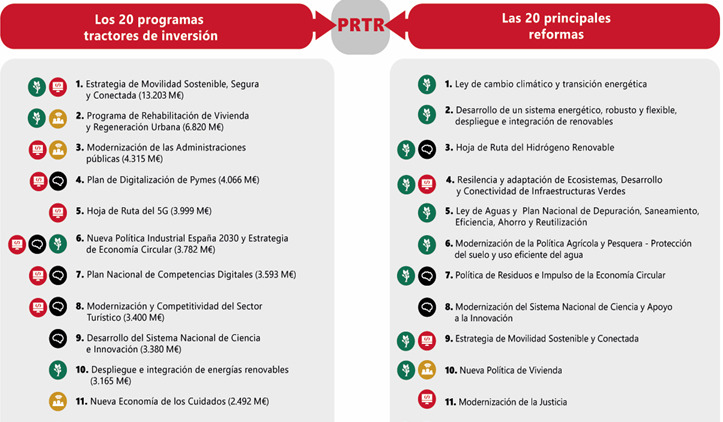 Los 20 programas
tractores de inversión
PRTR
Las 20 principales
reformas
1. Estrategia de Movilidad Sostenible, Segura
y Conectada (13.203 M€)
2. Programa de Rehabilitación de Vivienda
y Regeneración Urbana (6.820 M€)
3. Modernización de las Administraciones
públicas (4.315 M€)
4. Plan de Digitalización de Pymes (4.066 M€)
5. Hoja de Ruta del 5G (3.999 M€)
6. Nueva Política Industrial España 2030 y Estrategia
de Economía Circular (3.782 M€)
7. Plan Nacional de Competencias Digitales (3.593 M€)
8. Modernización y Competitividad del Sector
Turístico (3.400 M€)
9. Desarrollo del Sistema Nacional de Ciencia
e Innovación (3.380 M€)
10. Despliegue e integración de energías renovables
(3.165 M€)
11. Nueva Economía de los Cuidados (2.492 M€)
1. Ley de cambio climático y transición energética
2. Desarrollo de un sistema energético, robusto y flexible,
despliegue e integración de renovables
3. Hoja de Ruta del Hidrógeno Renovable
4. Resilencia y adaptación de Ecosistemas, Desarrollo
y Conectividad de Infraestructuras Verdes
5. Ley de Aguas y Plan Nacional de Depuración, Saneamiento,
Eficiencia, Ahorro y Reutilización
6. Modernización de la Política Agrícola y Pesquera - Protección
del suelo y uso eficiente del agua
7. Política de Residuos e Impulso de la Economía Circular
8. Modernización del Sistema Nacional de Ciencia y Apoyo
a la Innovación
9. Estrategia de Movilidad Sostenible y Conectada
10. Nueva Política de Vivienda
11. Modernización de la Justicia